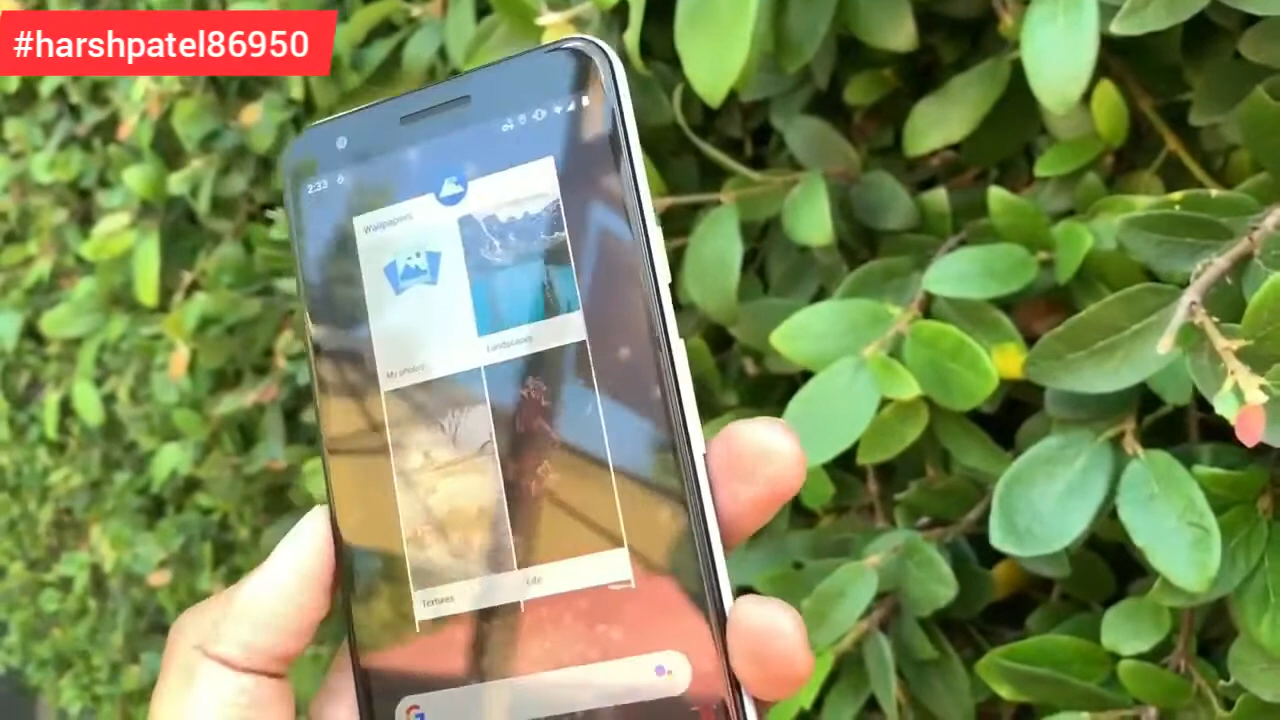 #harshpatel86950
2:33
Wallpapers
My photos
Landscapes
Textures
Life
G